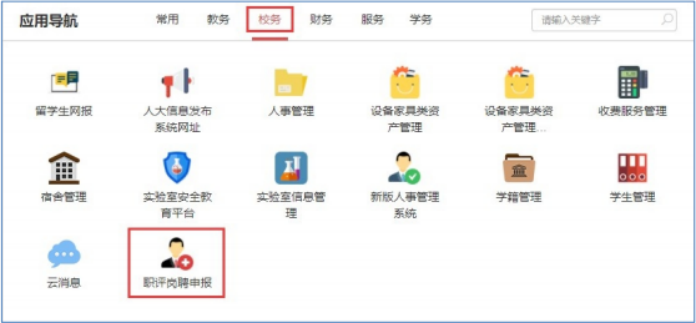 应用导航 常用 教务 校务 财务 服务 学务 请输入关键字
留学生网报 人大信息发布 人事管理 设备家具类资 设备家具类资 收费服务管理
系统网址 产管理 产管理...
宿舍管理 实验室安全教 实验室信息管 新版人事管理 学籍管理 学生管理
育平台 理 系统
云消息 职评岗聘申报